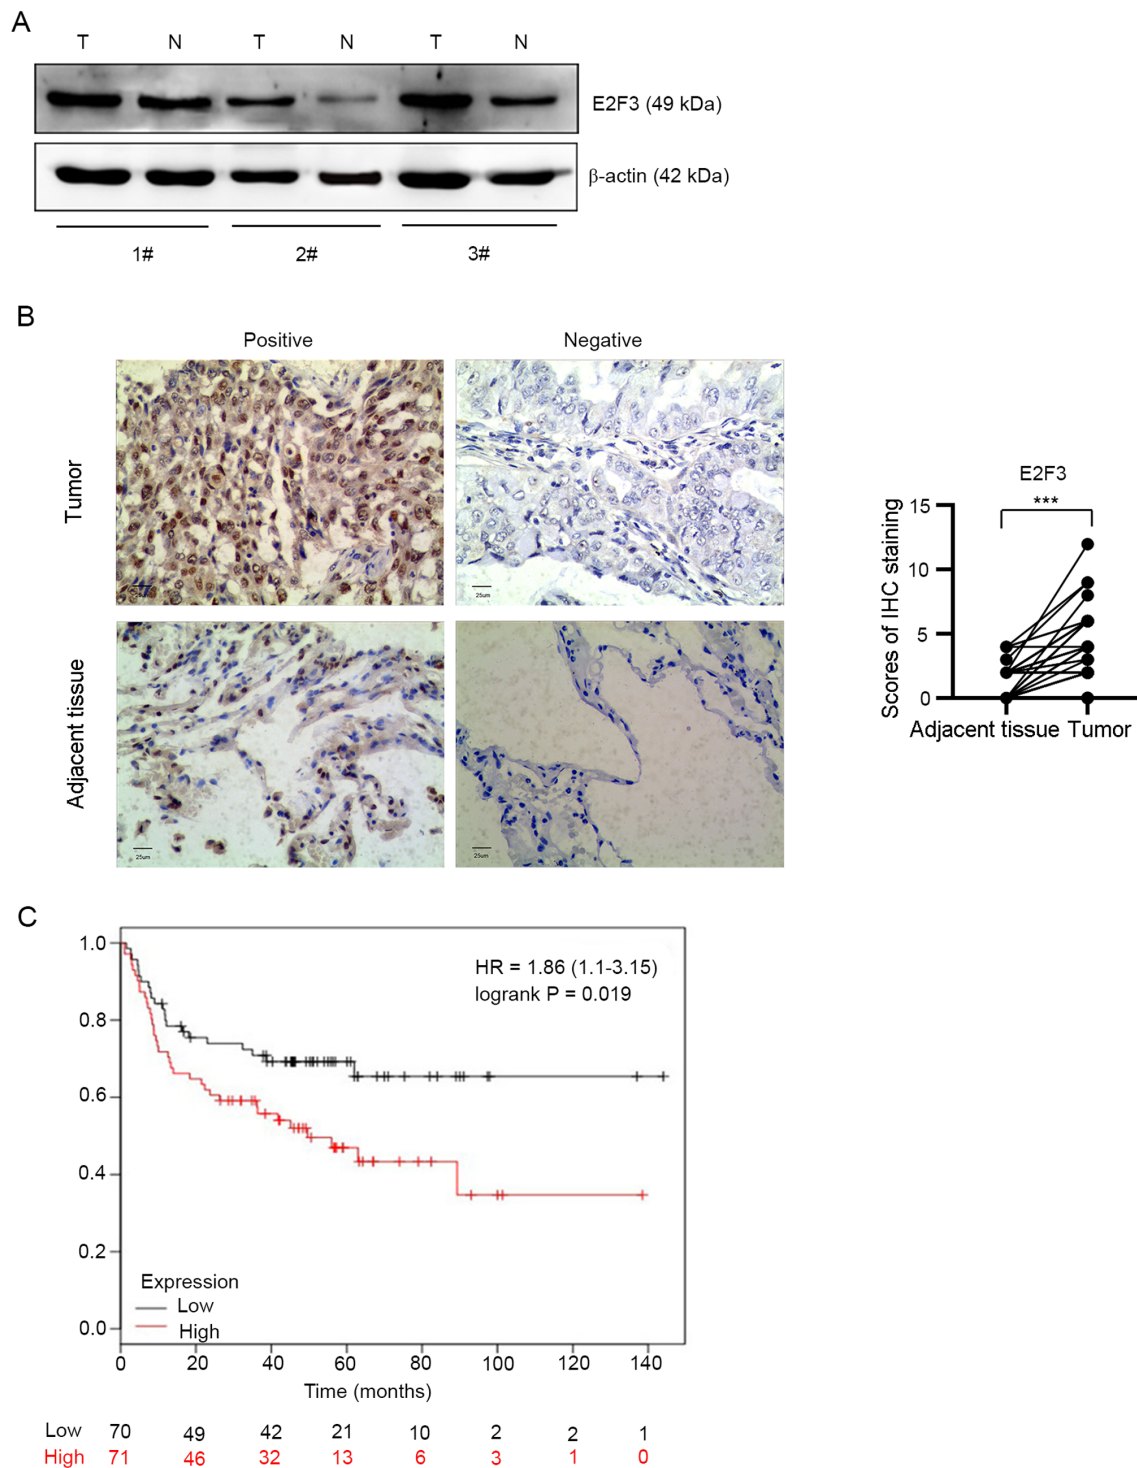 A
T N T N T N
E2F3 (49 kDa)
β-actin (42 kDa)
1# 2# 3#
B
Positive Negative
Tumor
25um
Adjacent tissue
25um 25um
E2F3
***
Scores of IHC staining
15
10
5
0
Adjacent tissue Tumor
C
HR = 1.86 (1.1-3.15)
logrank P = 0.019
1.0
0.8
0.6
0.4
0.2
0.0
Expression
Low
High
0 20 40 60 80 100 120 140
Time (months)
Low 70 49 42 21 10 2 2 1
High 71 46 32 13 6 3 1 0